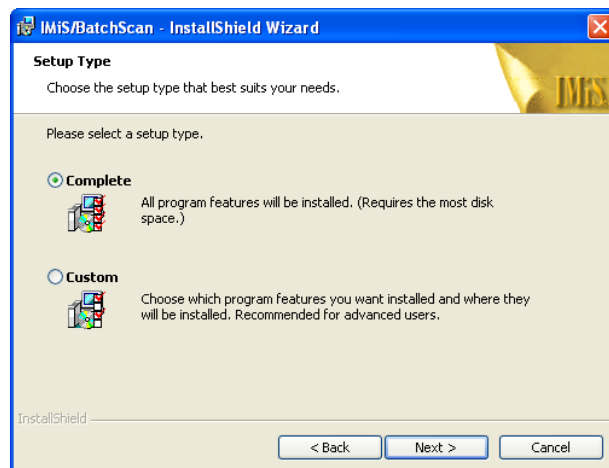 IMiS/BatchScan - InstallShield Wizard
Setup Type
Choose the setup type that best suits your needs.
IMiS
Please select a setup type.
Complete
All program features will be installed. (Requires the most disk
space.)
Custom
Choose which program features you want installed and where they
will be installed. Recommended for advanced users.
InstallShield
< Back
Next >
Cancel